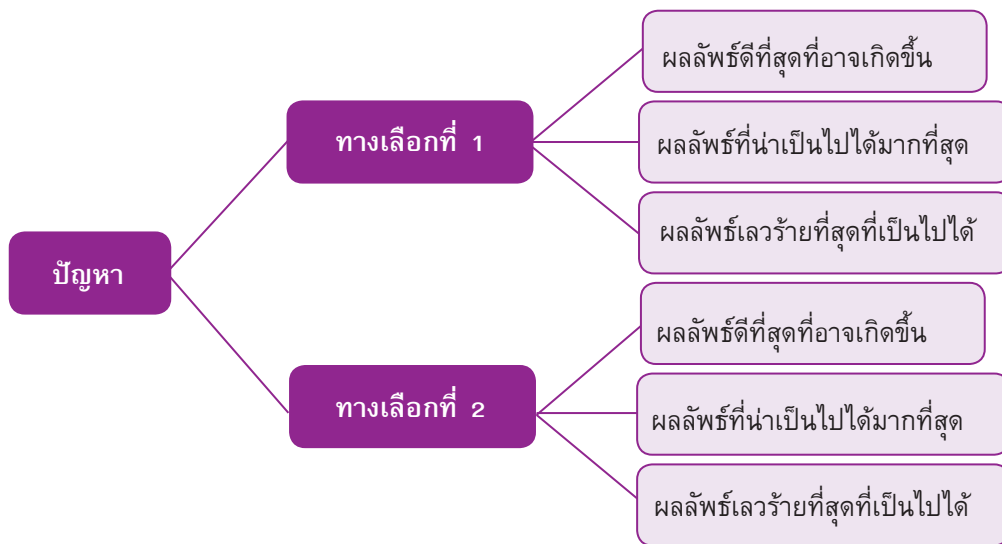 ปัญหา
ทางเลือกที่ 1
ผลลัพธ์ดีที่สุดที่อาจเกิดขึ้น
ผลลัพธ์ที่น่าเป็นไปได้มากที่สุด
ผลลัพธ์เลวร้ายที่สุดที่เป็นไปได้
ทางเลือกที่ 2
ผลลัพธ์ดีที่สุดที่อาจเกิดขึ้น
ผลลัพธ์ที่น่าเป็นไปได้มากที่สุด
ผลลัพธ์เลวร้ายที่สุดที่เป็นไปได้